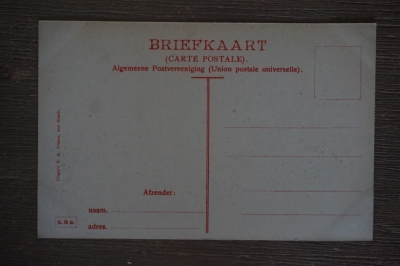 BRIEFKAART
(CARTE POSTALE).
Algemeene Postvereeniging (Union postale universelle).
Afzender:
naam.
adres.